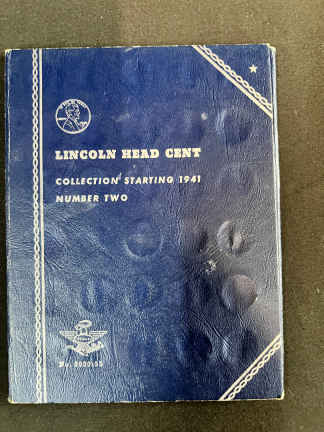 LINCOLN HEAD CENT
COLLECTION STARTING 1941
NUMBER TWO